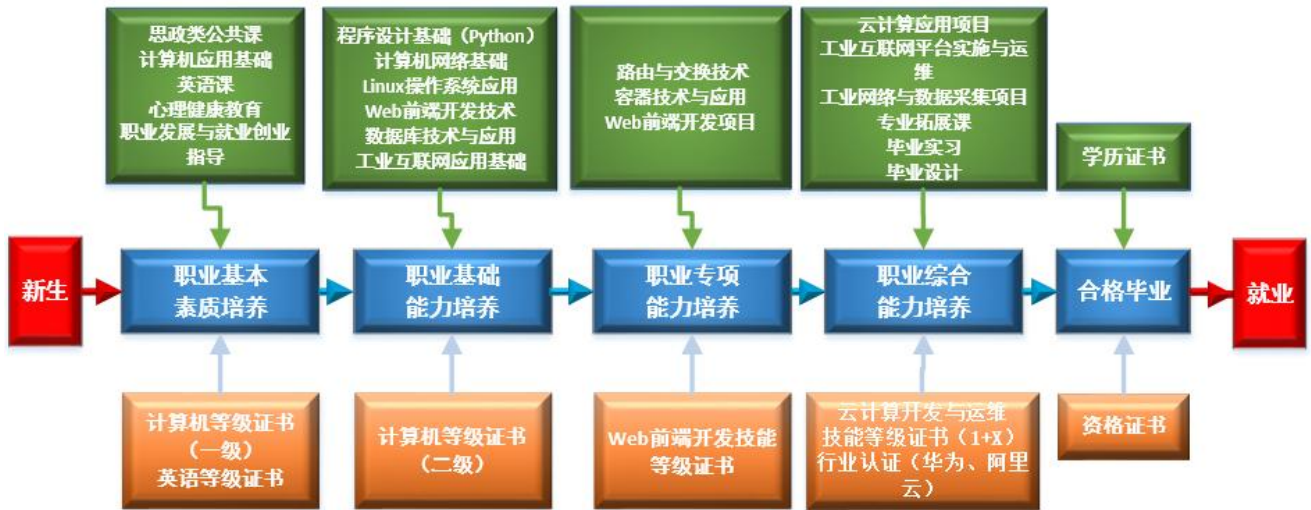 思政类公共课
计算机应用基础
英语课
心理健康教育
职业发展与就业创业
指导
程序设计基础（Python）
计算机网络基础
Linux操作系统应用
Web前端开发技术
数据库技术与应用
工业互联网应用基础
路由与交换技术
容器技术与应用
Web前端开发项目
云计算应用项目
工业互联网平台实施与运
维
工业网络与数据采集项目
专业拓展课
毕业实习
毕业设计
学历证书
新生
职业基本
素质培养
职业基础
能力培养
职业专项
能力培养
职业综合
能力培养
合格毕业
就业
计算机等级证书
（一级）
英语等级证书
计算机等级证书
（二级）
Web前端开发技能
等级证书
云计算开发与运维
技能等级证书（1+X）
行业认证（华为、阿里
云）
资格证书